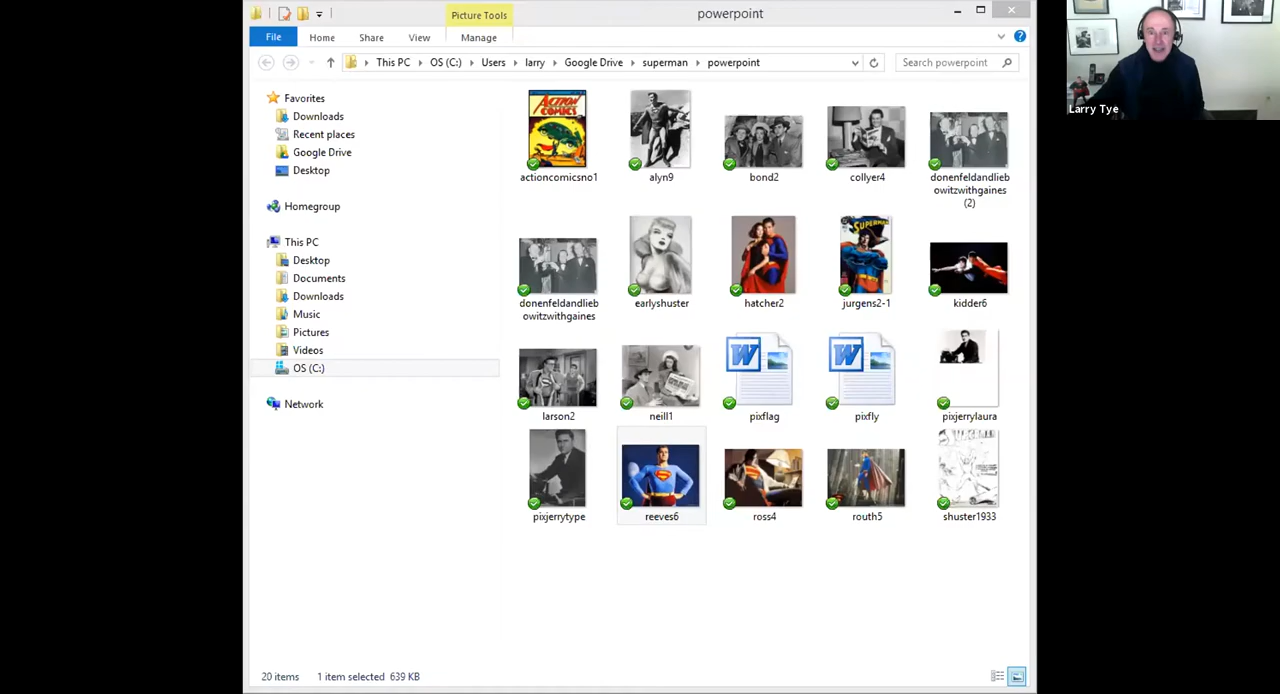 Picture Tools
powerpoint
File
Home
Share
View
Manage
This PC
OS (C:)
Users
larry
Google Drive
superman
powerpoint
Search powerpoint
Larry Tye
Favorites
Downloads
Recent places
Google Drive
Desktop
Homegroup
This PC
Desktop
Documents
Downloads
Music
Pictures
Videos
OS (C:)
Network
ACTION
COMICS
actioncomicsno1
alyn9
bond2
collyer4
donenfeldandlieb
owitzwithgaines
(2)
SUPERMAN
donenfeldandlieb
owitzwithgaines
earlyshuster
hatcher2
jurgens2-1
kidder6
W
W
larson2
neill1
pixflag
pixfly
pixjerrylaura
pixjerrytype
reeves6
ross4
routh5
shuster1933
20 items
1 item selected 639 KB